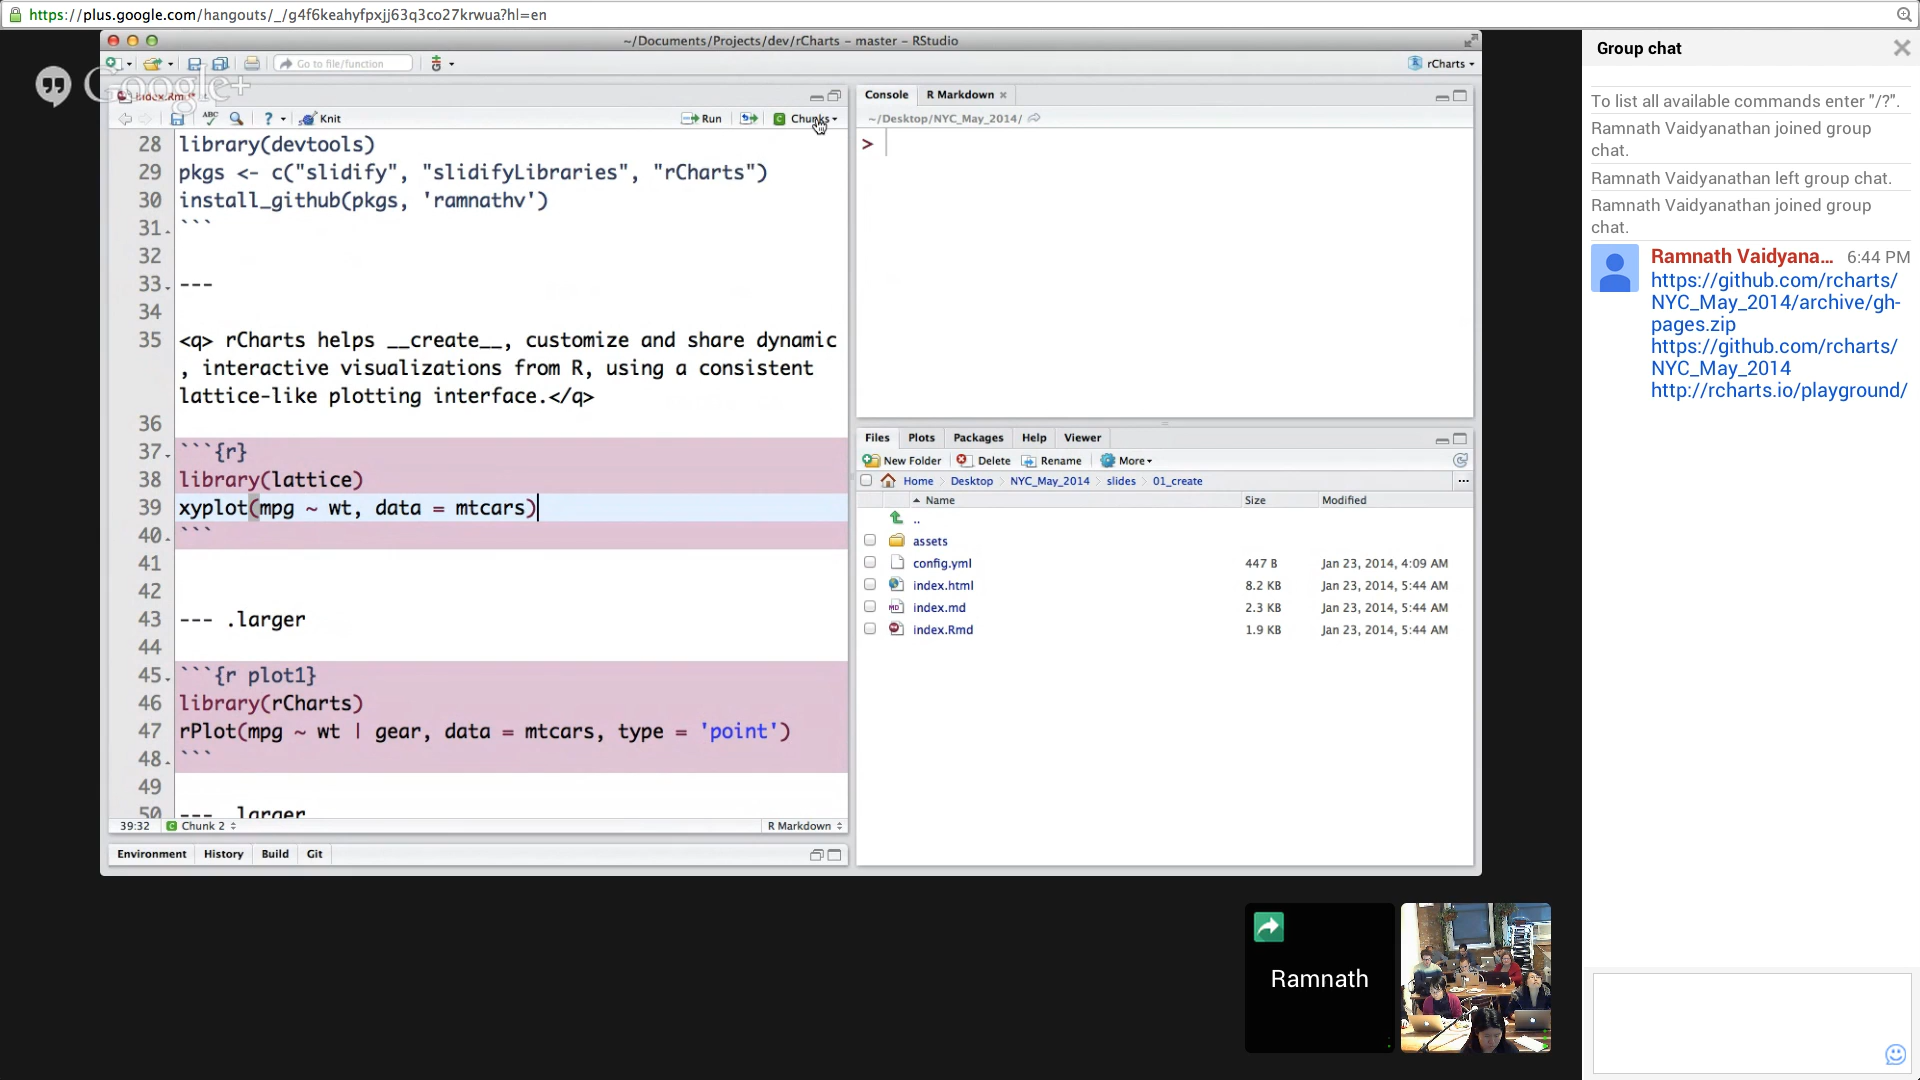 https://plus.google.com/hangouts/_/g4f6keahyfpxjj63q3co27krwua?hl=en
~/Documents/Projects/dev/rCharts - master - RStudio
Go to file/function
rCharts
Google+
index.Rmd*
ABC
?
Knit
Run
Chunks
28 library(devtools)
29 pkgs <- c("slidify", "slidifyLibraries", "rCharts")
30 install_github(pkgs, 'ramnathv')
31 ```
32
33 ---
34
35 <q> rCharts helps __create__, customize and share dynamic
, interactive visualizations from R, using a consistent
lattice-like plotting interface.</q>
36
37 ```{r}
38 library(lattice)
39 xyplot(mpg ~ wt, data = mtcars)
40 ```
41
42
43 --- .larger
44
45 ```{r plot1}
46 library(rCharts)
47 rPlot(mpg ~ wt | gear, data = mtcars, type = 'point')
48 ```
49
50 --- .larger
39:32 Chunk 2 R Markdown
Environment History Build Git
Console R Markdown
~/Desktop/NYC_May_2014/
>
Files Plots Packages Help Viewer
New Folder Delete Rename More
Home Desktop NYC_May_2014 slides 01_create ...
Name Size Modified
..
assets
config.yml 447 B Jan 23, 2014, 4:09 AM
index.html 8.2 KB Jan 23, 2014, 5:44 AM
MD index.md 2.3 KB Jan 23, 2014, 5:44 AM
index.Rmd 1.9 KB Jan 23, 2014, 5:44 AM
Ramnath
Group chat
To list all available commands enter "/?".
Ramnath Vaidyanathan joined group
chat.
Ramnath Vaidyanathan left group chat.
Ramnath Vaidyanathan joined group
chat.
Ramnath Vaidyana... 6:44 PM
https://github.com/rcharts/
NYC_May_2014/archive/gh-
pages.zip
https://github.com/rcharts/
NYC_May_2014
http://rcharts.io/playground/